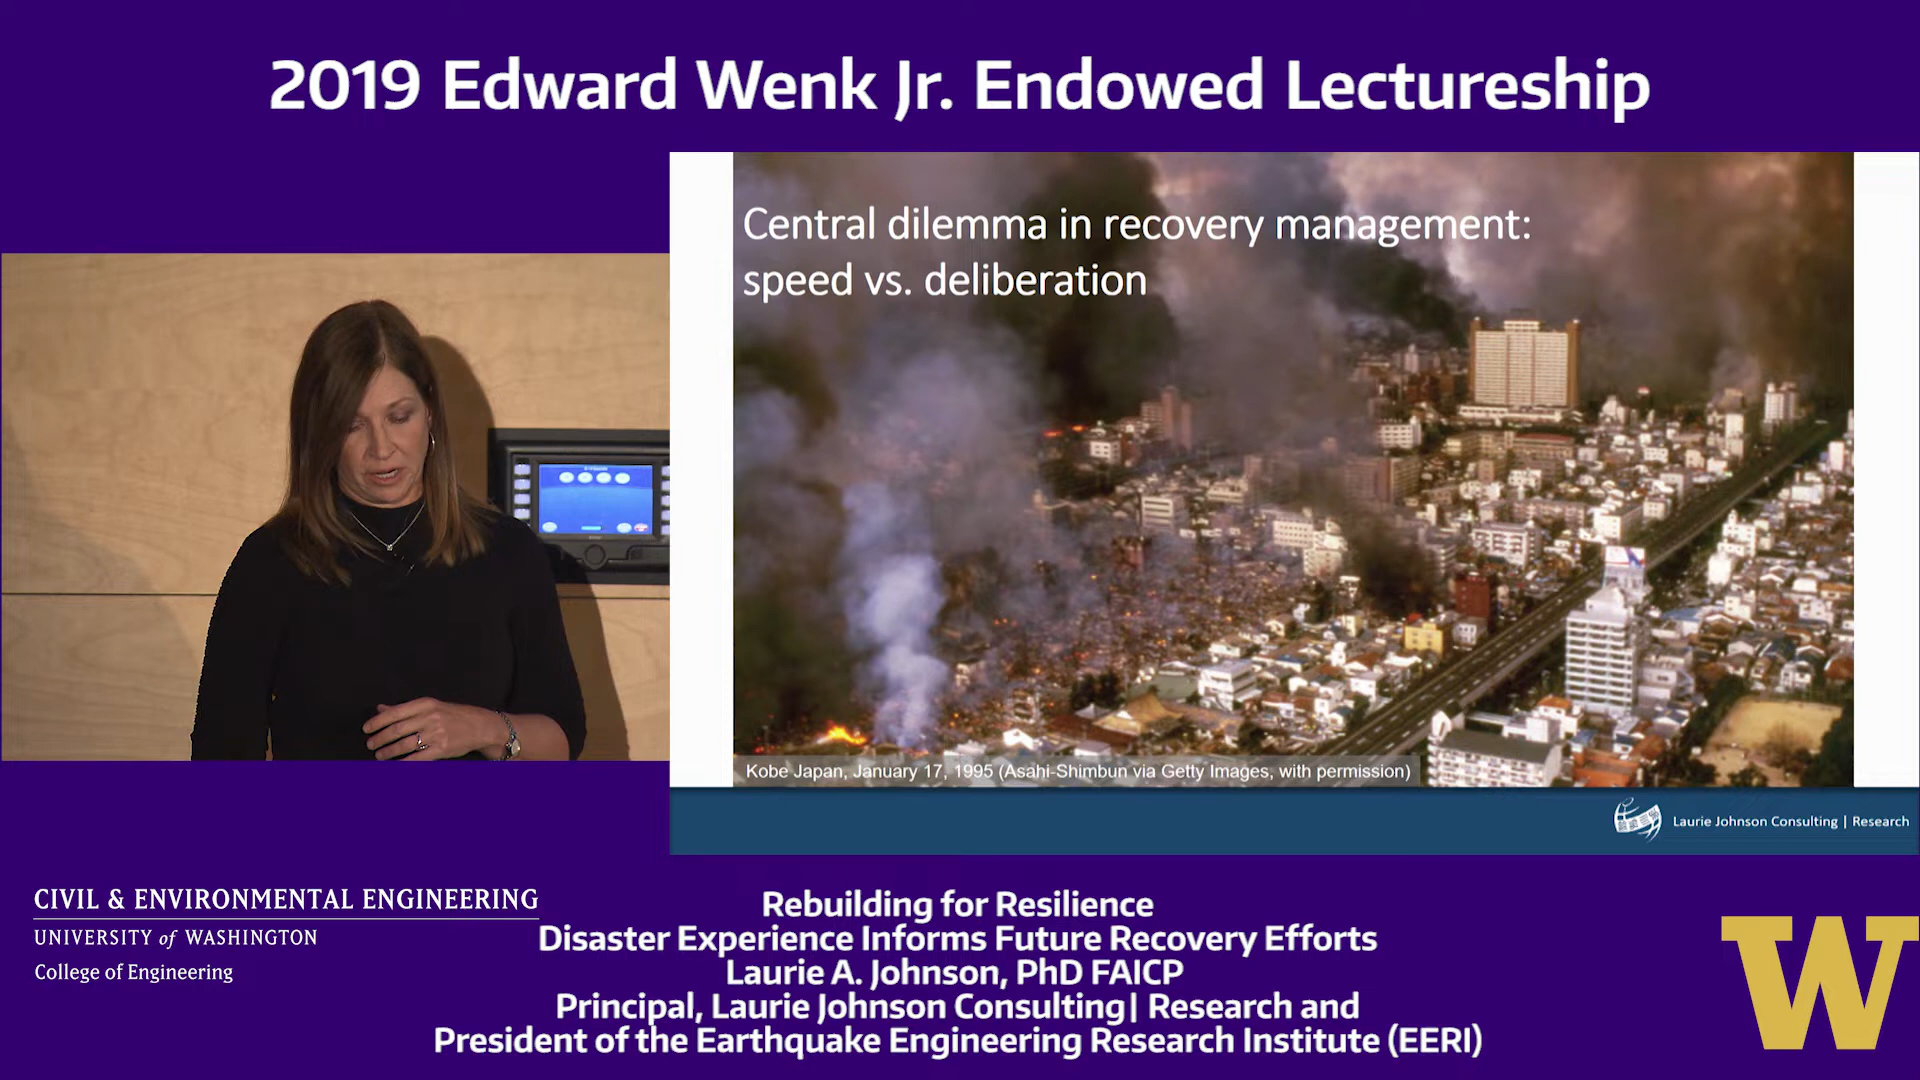 2019 Edward Wenk Jr. Endowed Lectureship
Central dilemma in recovery management:
speed vs. deliberation
Kobe Japan, January 17, 1995 (Asahi-Shimbun via Getty Images, with permission)
Laurie Johnson Consulting | Research
CIVIL & ENVIRONMENTAL ENGINEERING
UNIVERSITY of WASHINGTON
College of Engineering
Rebuilding for Resilience
Disaster Experience Informs Future Recovery Efforts
Laurie A. Johnson, PhD FAICP
Principal, Laurie Johnson Consulting| Research and
President of the Earthquake Engineering Research Institute (EERI)
W